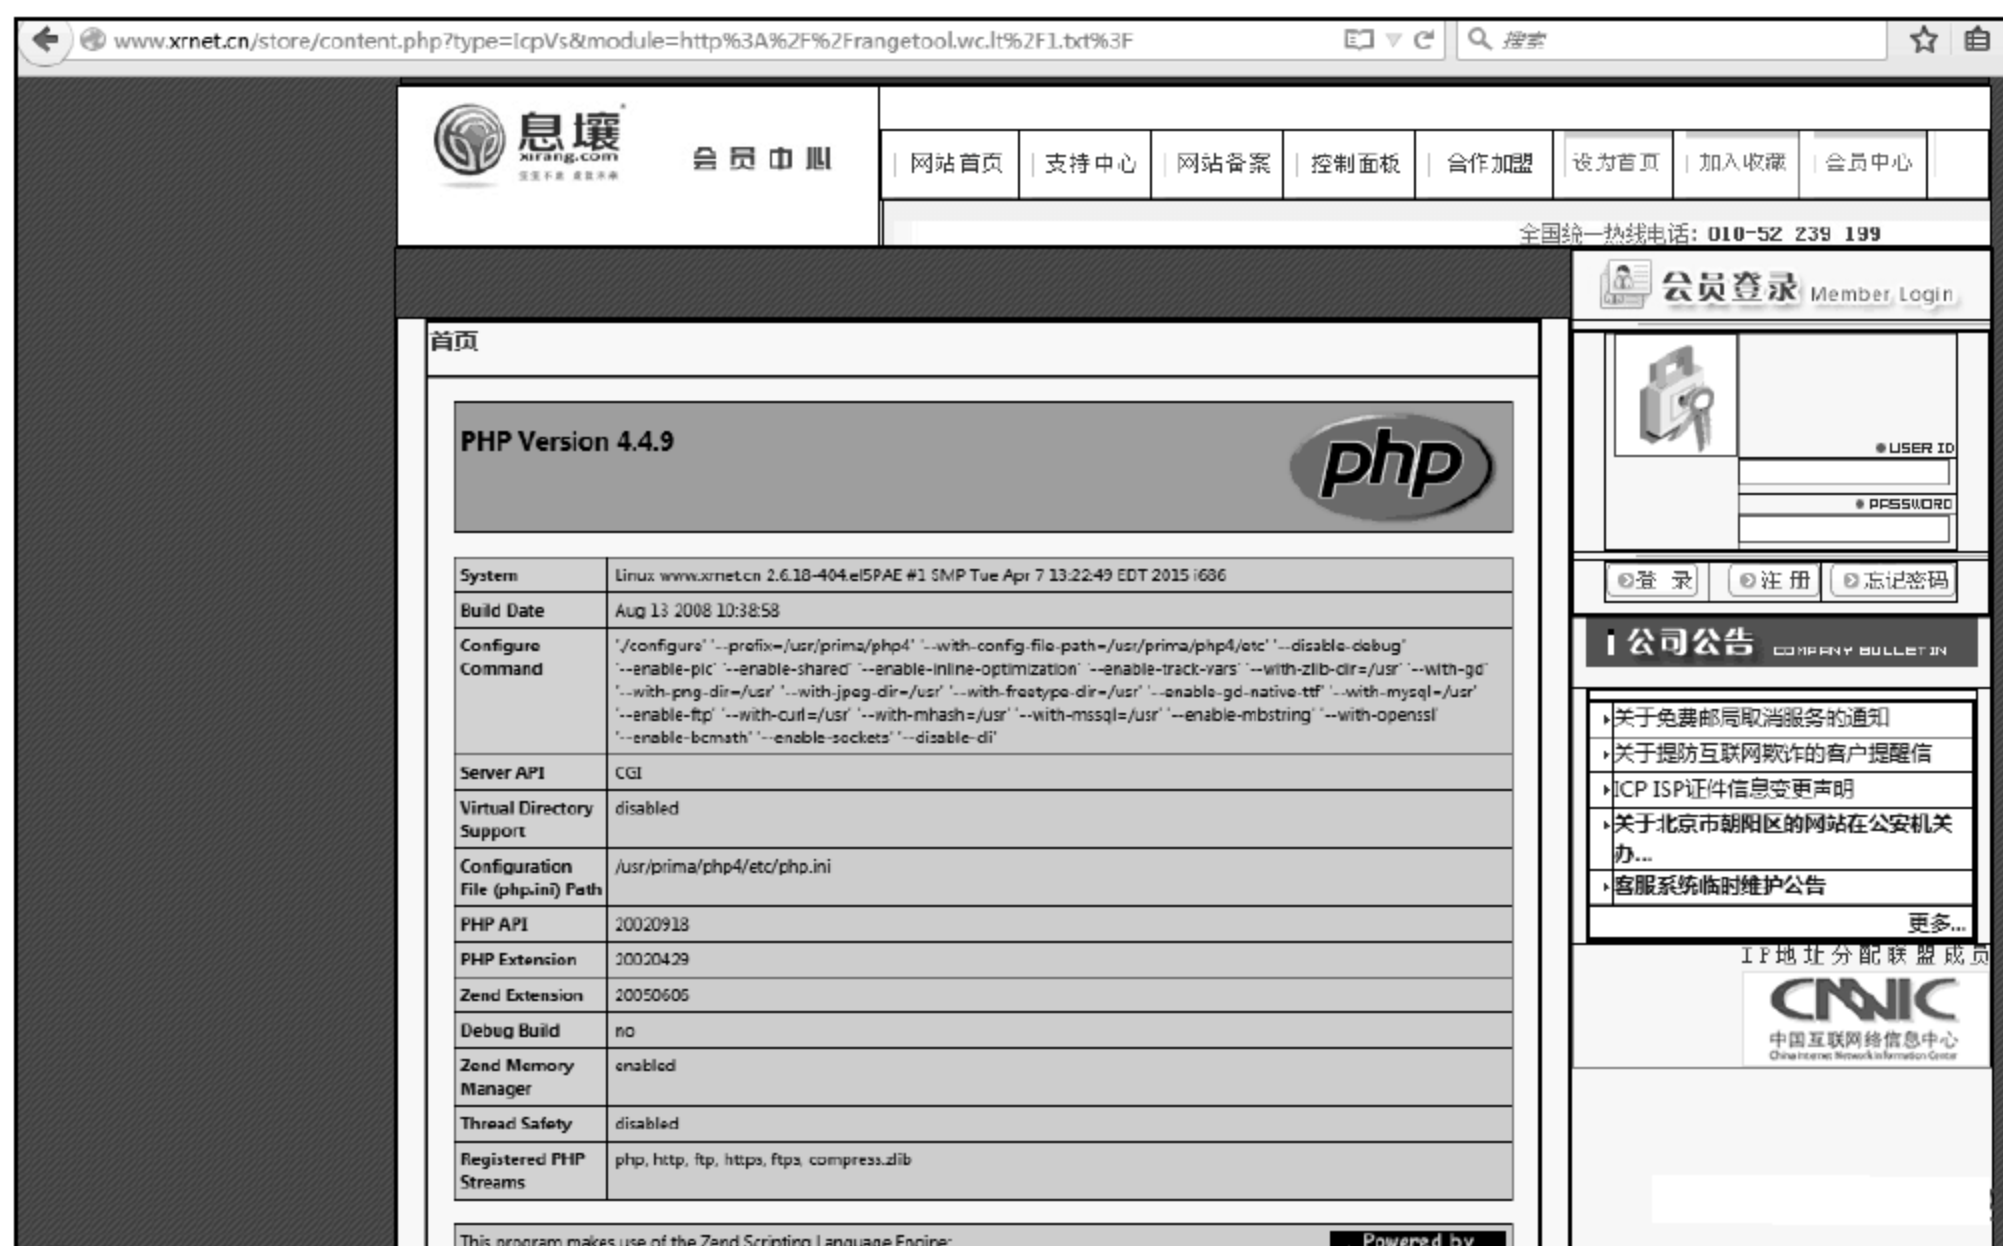 www.xrnet.cn/store/content.php?type=IcpVs&module=http%3A%2F%2Frangetool.wc.lt%2F1.txt%3F
搜索
息壤
xirang.com
会员中心
网站首页 | 支持中心 | 网站备案 | 控制面板 | 合作加盟 | 设为首页 | 加入收藏 | 会员中心
全国统一热线电话: 010-52 239 199
会员登录 Member Login
首页
PHP Version 4.4.9
php
USER ID
PASSWORD
System Linux www.xrnet.cn 2.6.18-404.el5PAE #1 SMP Tue Apr 7 13:22:49 EDT 2015 i686
登 录 注 册 忘记密码
Build Date Aug 13 2008 10:38:58
Configure Command './configure' '--prefix=/usr/prima/php4' '--with-config-file-path=/usr/prima/php4/etc' '--disable-debug'
'--enable-pic' '--enable-shared' '--enable-inline-optimization' '--enable-track-vars' '--with-zlib-dir=/usr' '--with-gd'
'--with-png-dir=/usr' '--with-jpeg-dir=/usr' '--with-freetype-dir=/usr' '--enable-gd-native-ttf' '--with-mysql=/usr'
'--enable-ftp' '--with-curl=/usr' '--with-mhash=/usr' '--with-mssql=/usr' '--enable-mbstring' '--with-openssl'
'--enable-bcmath' '--enable-sockets' '--disable-cli'
Server API CGI
Virtual Directory Support disabled
Configuration File (php.ini) Path /usr/prima/php4/etc/php.ini
PHP API 20020918
PHP Extension 20020429
Zend Extension 20050606
Debug Build no
Zend Memory Manager enabled
Thread Safety disabled
Registered PHP Streams php, http, ftp, https, ftps, compress.zlib
This program makes use of the Zend Scripting Language Engine:
Powered by
公司公告 COMPANY BULLETIN
关于免费邮局取消服务的通知
关于提防互联网欺诈的客户提醒信
ICP ISP证件信息变更声明
关于北京市朝阳区的网站在公安机关
办...
客服系统临时维护公告
更多...
IP地址分配联盟成员
CNNIC
中国互联网络信息中心
China Internet Network Information Center